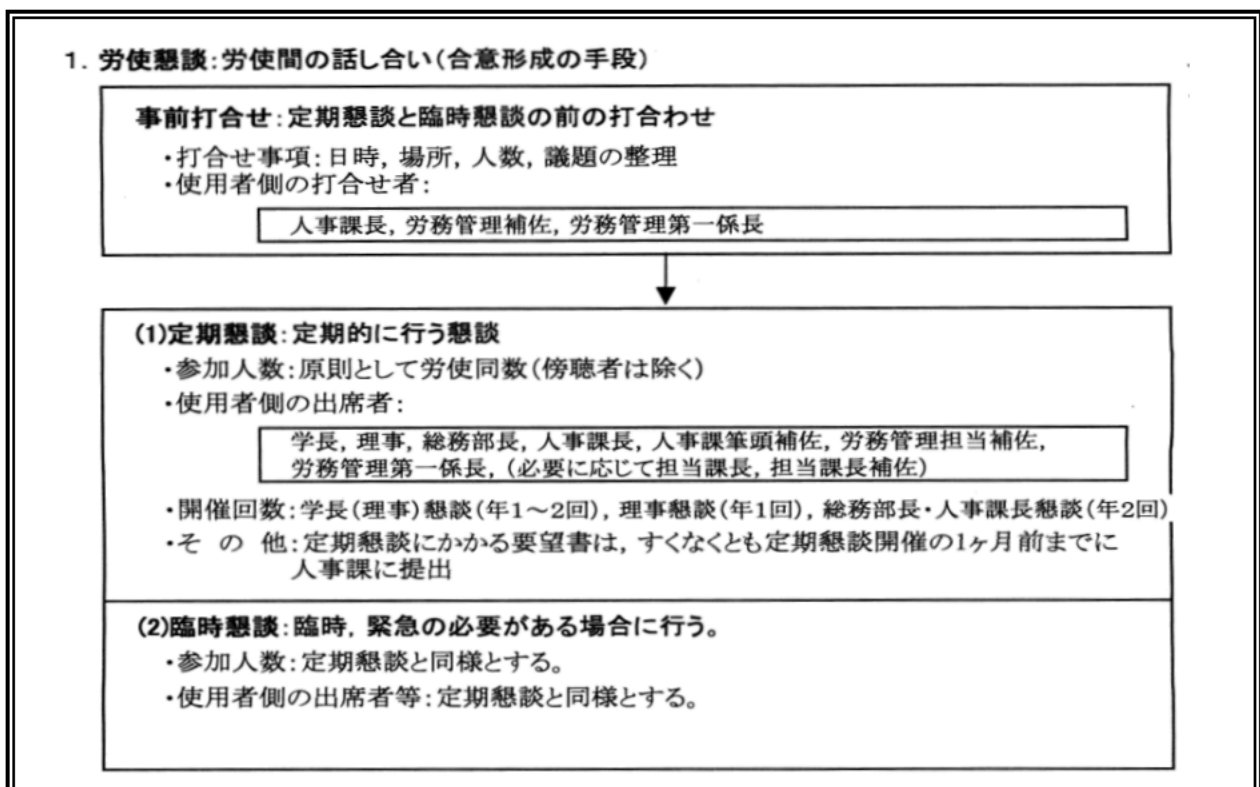 1. 労使懇談:労使間の話し合い(合意形成の手段)
事前打合せ:定期懇談と臨時懇談の前の打合わせ
・打合せ事項:日時, 場所, 人数, 議題の整理
・使用者側の打合せ者:
人事課長, 労務管理補佐, 労務管理第一係長
(1)定期懇談:定期的に行う懇談
・参加人数:原則として労使同数(傍聴者は除く)
・使用者側の出席者:
学長, 理事, 総務部長, 人事課長, 人事課筆頭補佐, 労務管理担当補佐,
労務管理第一係長, (必要に応じて担当課長, 担当課長補佐)
・開催回数:学長(理事)懇談(年1~2回), 理事懇談(年1回), 総務部長・人事課長懇談(年2回)
・そ の 他:定期懇談にかかる要望書は, すくなくとも定期懇談開催の1ヶ月前までに
人事課に提出
(2)臨時懇談:臨時, 緊急の必要がある場合に行う。
・参加人数:定期懇談と同様とする。
・使用者側の出席者等:定期懇談と同様とする。